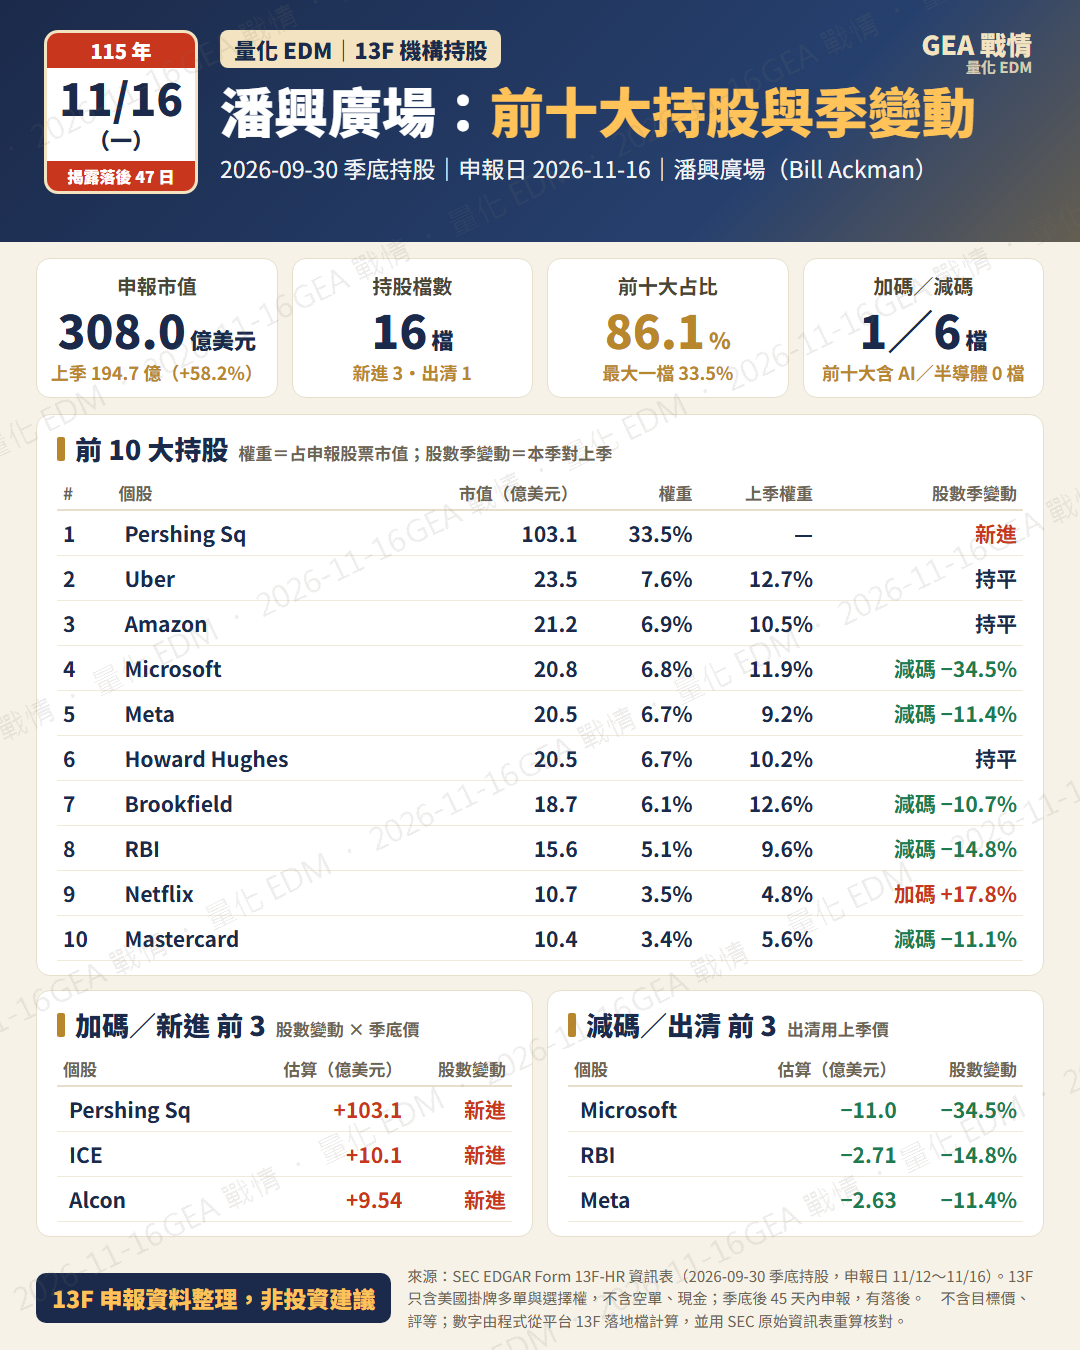 115 年
11/16
（一）
揭露落後 47 日
量化 EDM｜13F 機構持股
潘興廣場：前十大持股與季變動
2026-09-30 季底持股｜申報日 2026-11-16｜潘興廣場（Bill Ackman）
GEA 戰情
量化 EDM
申報市值
308.0 億美元
上季 194.7 億（+58.2%）
持股檔數
16 檔
新進 3・出清 1
前十大占比
86.1 %
最大一檔 33.5%
加碼／減碼
1／6 檔
前十大含 AI／半導體 0 檔
前 10 大持股 權重＝占申報股票市值；股數季變動＝本季對上季
# 個股 市值（億美元） 權重 上季權重 股數季變動
1 Pershing Sq 103.1 33.5% — 新進
2 Uber 23.5 7.6% 12.7% 持平
3 Amazon 21.2 6.9% 10.5% 持平
4 Microsoft 20.8 6.8% 11.9% 減碼 −34.5%
5 Meta 20.5 6.7% 9.2% 減碼 −11.4%
6 Howard Hughes 20.5 6.7% 10.2% 持平
7 Brookfield 18.7 6.1% 12.6% 減碼 −10.7%
8 RBI 15.6 5.1% 9.6% 減碼 −14.8%
9 Netflix 10.7 3.5% 4.8% 加碼 +17.8%
10 Mastercard 10.4 3.4% 5.6% 減碼 −11.1%
加碼／新進 前 3 股數變動 × 季底價
個股 估算（億美元） 股數變動
Pershing Sq +103.1 新進
ICE +10.1 新進
Alcon +9.54 新進
減碼／出清 前 3 出清用上季價
個股 估算（億美元） 股數變動
Microsoft −11.0 −34.5%
RBI −2.71 −14.8%
Meta −2.63 −11.4%
13F 申報資料整理，非投資建議
來源：SEC EDGAR Form 13F-HR 資訊表（2026-09-30 季底持股，申報日 11/12～11/16）。13F
只含美國掛牌多單與選擇權，不含空單、現金；季底後 45 天內申報，有落後。 不含目標價、
評等；數字由程式從平台 13F 落地檔計算，並用 SEC 原始資訊表重算核對。